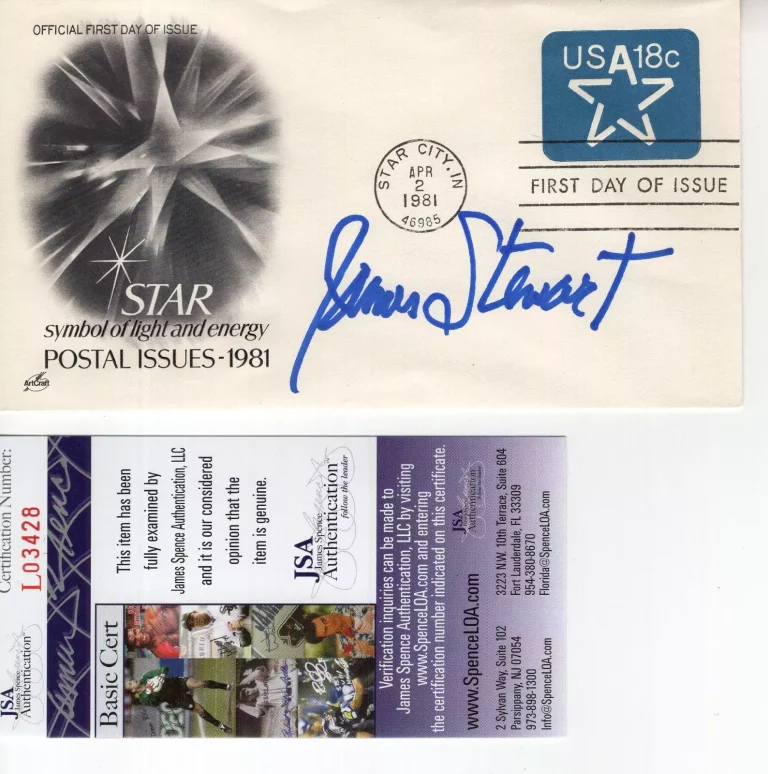 OFFICIAL FIRST DAY OF ISSUE
STAR
symbol of light and energy
POSTAL ISSUES-1981
ArtCraft
USA18c
STAR CITY, IN
APR
2
1981
46985
FIRST DAY OF ISSUE
James Stewart
Certification Number:
L03428
JSA
James Spence
Authentication
James Spence
Basic Cert
This item has been
fully examined by
James Spence Authentication, LLC
and it is our considered
opinion that the
item is genuine.
JSA
James Spence
Authentication
follow the leader
Verification inquiries can be made to
James Spence Authentication, LLC by visiting
www.SpenceLOA.com and entering
the certification number indicated on this certificate.
JSA
James Spence
Authentication
www.SpenceLOA.com
2 Sylvan Way, Suite 102
Parsippany, NJ 07054
973-898-1300
Info@SpenceLOA.com
3223 N.W. 10th Terrace, Suite 604
Fort Lauderdale, FL 33309
954-380-8670
Florida@SpenceLOA.com